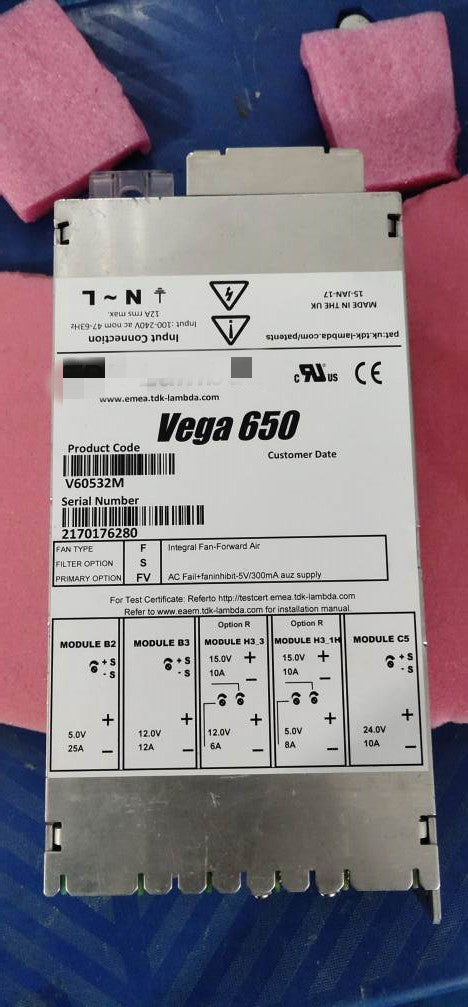 MADE IN THE UK
15-JAN-17
pat:uk.tdk-lambda.com/patents
Input Connection
Input :100-240V ac nom 47-63Hz
12A rms max.
N ~ L
c RU us CE
www.emea.tdk-lambda.com
Vega 650
Product Code
Customer Date
V60532M
Serial Number
2170176280
FAN TYPE F Integral Fan-Forward Air
FILTER OPTION S
PRIMARY OPTION FV AC Fail+faninhibit-5V/300mA auz supply
For Test Certificate: Referto http://testcert.emea.tdk-lambda.com/
Refer to www.eaem.tdk-lambda.com for installation manual.
MODULE B2
+ S
- S
+
5.0V
25A –
MODULE B3
+ S
- S
+
12.0V
12A –
Option R
MODULE H3_3
15.0V +
10A –
12.0V +
6A –
Option R
MODULE H3_1H
15.0V +
10A –
5.0V +
8A –
MODULE C5
+ S
- S
+
24.0V
10A –